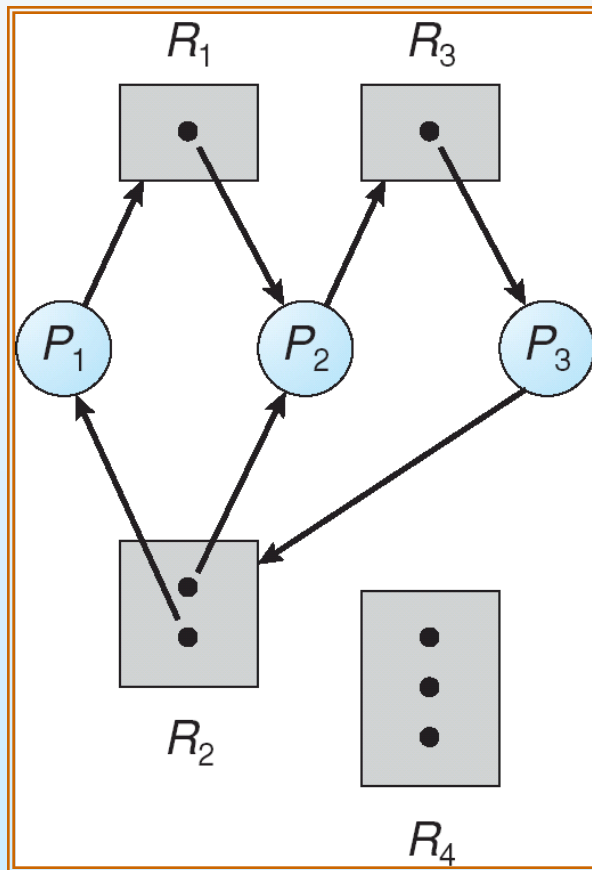 R₁ R₃
P₁ P₂ P₃
R₂
R₄